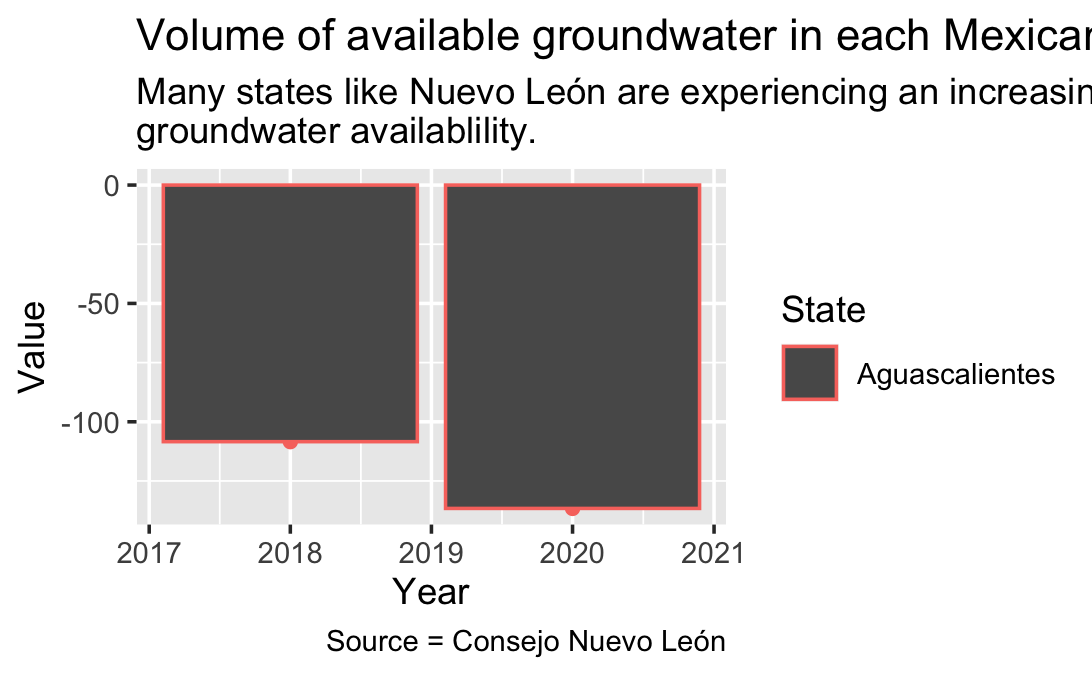 Volume of available groundwater in each Mexican
Many states like Nuevo León are experiencing an increasin
groundwater availablility.
0
-50
-100
Value
2017 2018 2019 2020 2021
Year
State
Aguascalientes
Source = Consejo Nuevo León